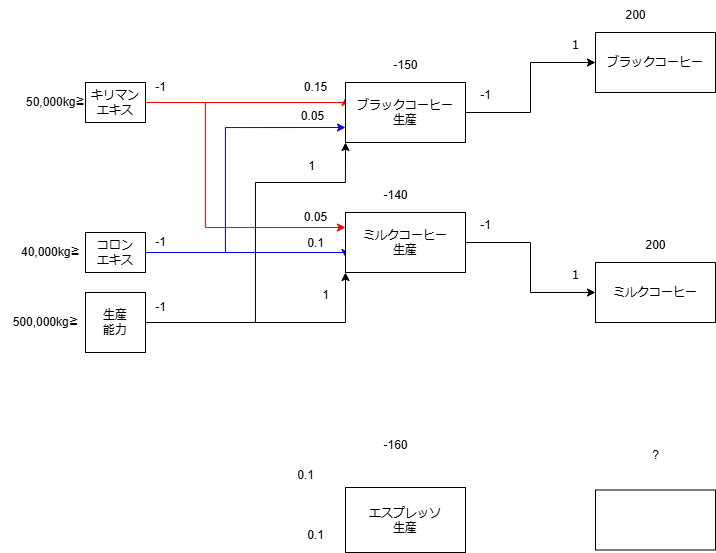 200
ブラックコーヒー
1
-150
-1
キリマン
エキス
50,000kg≧
-1
0.15
0.05
1
ブラックコーヒー
生産
-140
-1
0.05
0.1
1
ミルクコーヒー
生産
200
1
ミルクコーヒー
コロン
エキス
40,000kg≧
-1
生産
能力
500,000kg≧
-1
-160
0.1
0.1
エスプレッソ
生産
?